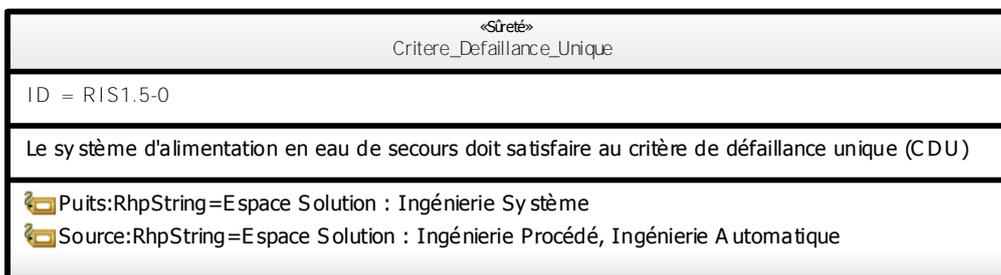 «Sûreté»
Critere_Defaillance_Unique
ID = RIS1.5-0
Le système d'alimentation en eau de secours doit satisfaire au critère de défaillance unique (CDU)
Puits:RhpString=Espace Solution : Ingénierie Système
Source:RhpString=Espace Solution : Ingénierie Procédé, Ingénierie Automatique